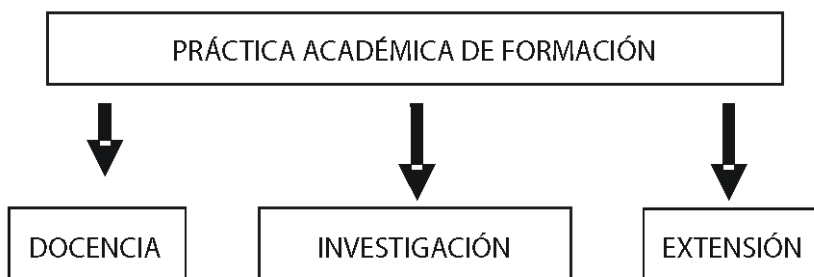 PRÁCTICA ACADÉMICA DE FORMACIÓN
DOCENCIA
INVESTIGACIÓN
EXTENSIÓN